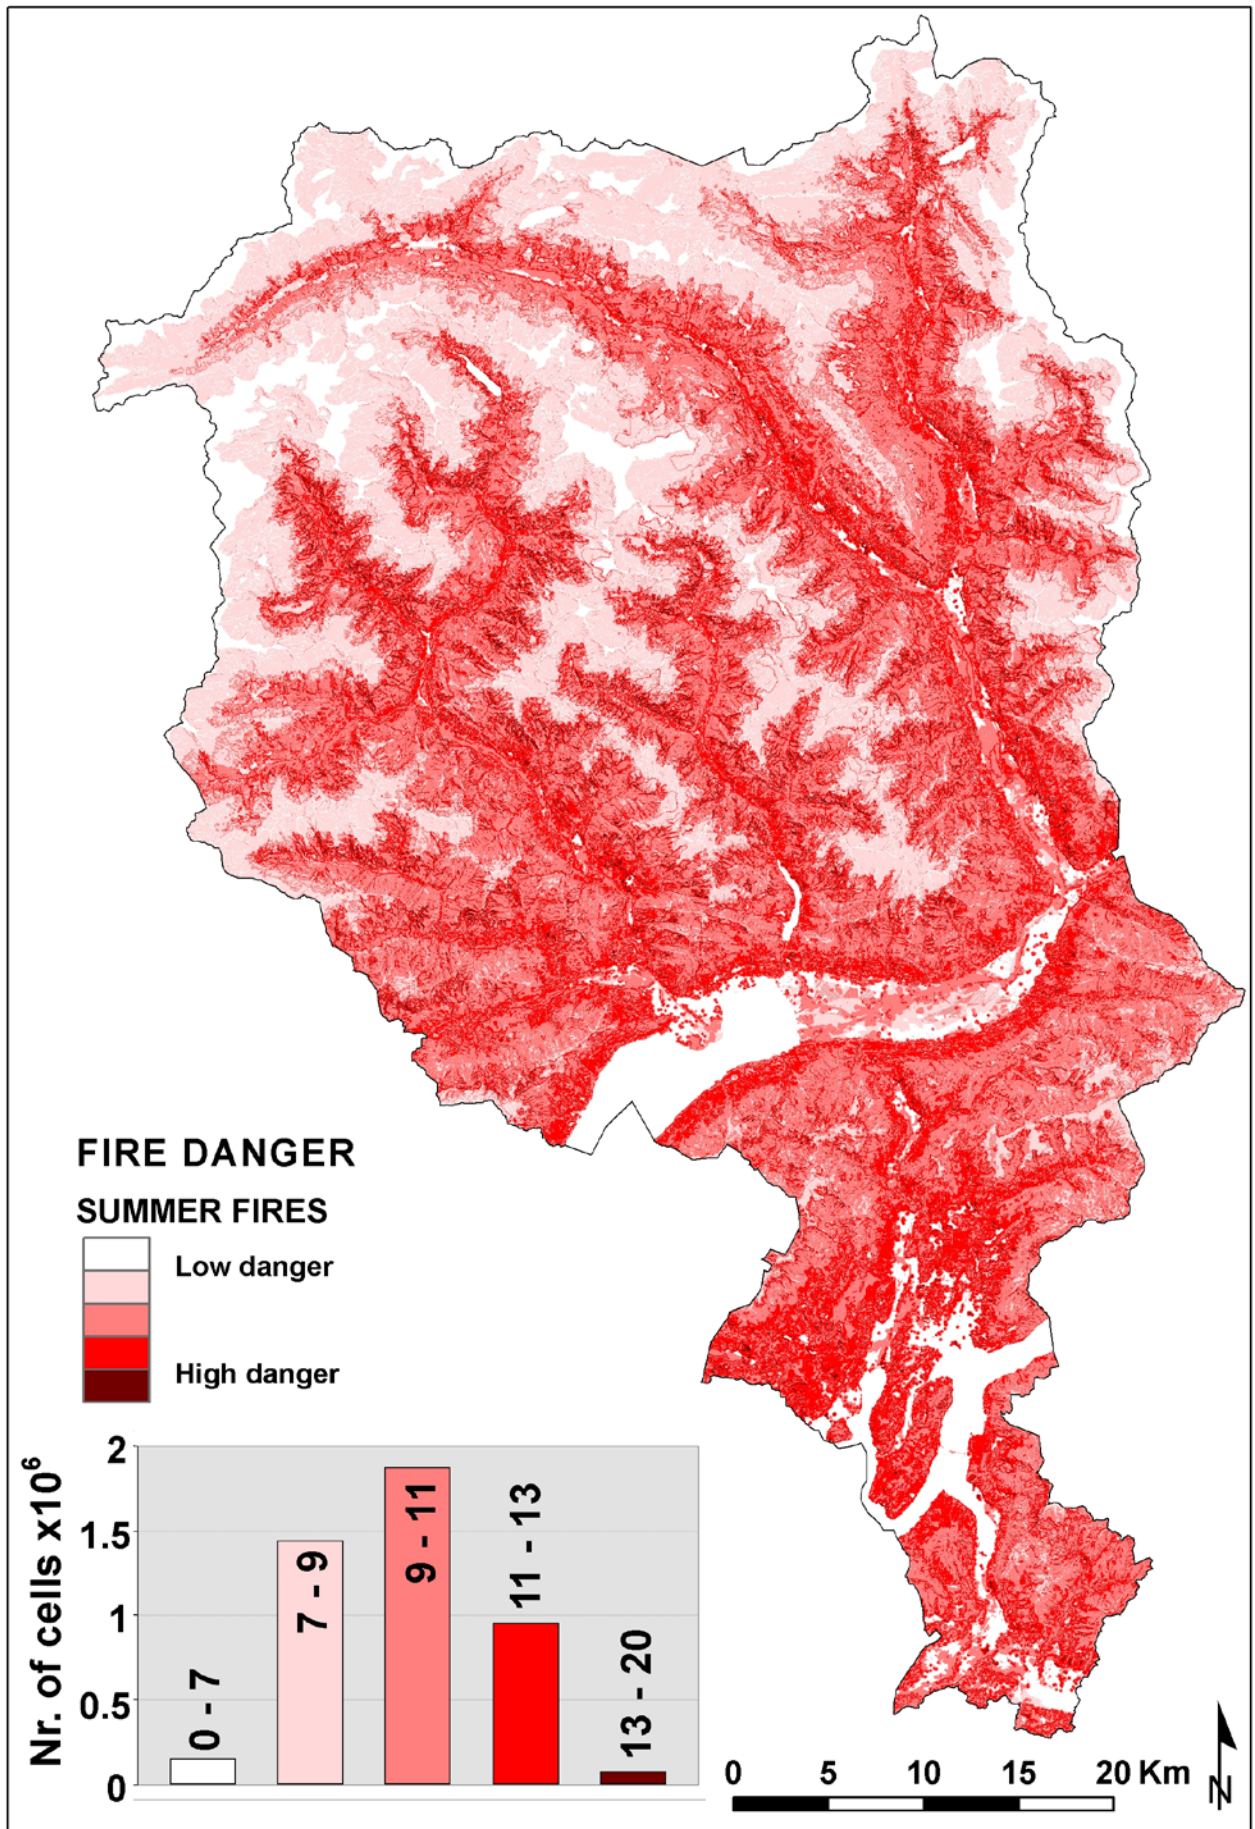 FIRE DANGER
SUMMER FIRES
Low danger
High danger
Nr. of cells x10⁶
2
1.5
1
0.5
0
0 - 7
7 - 9
9 - 11
11 - 13
13 - 20
0 5 10 15 20 Km
N